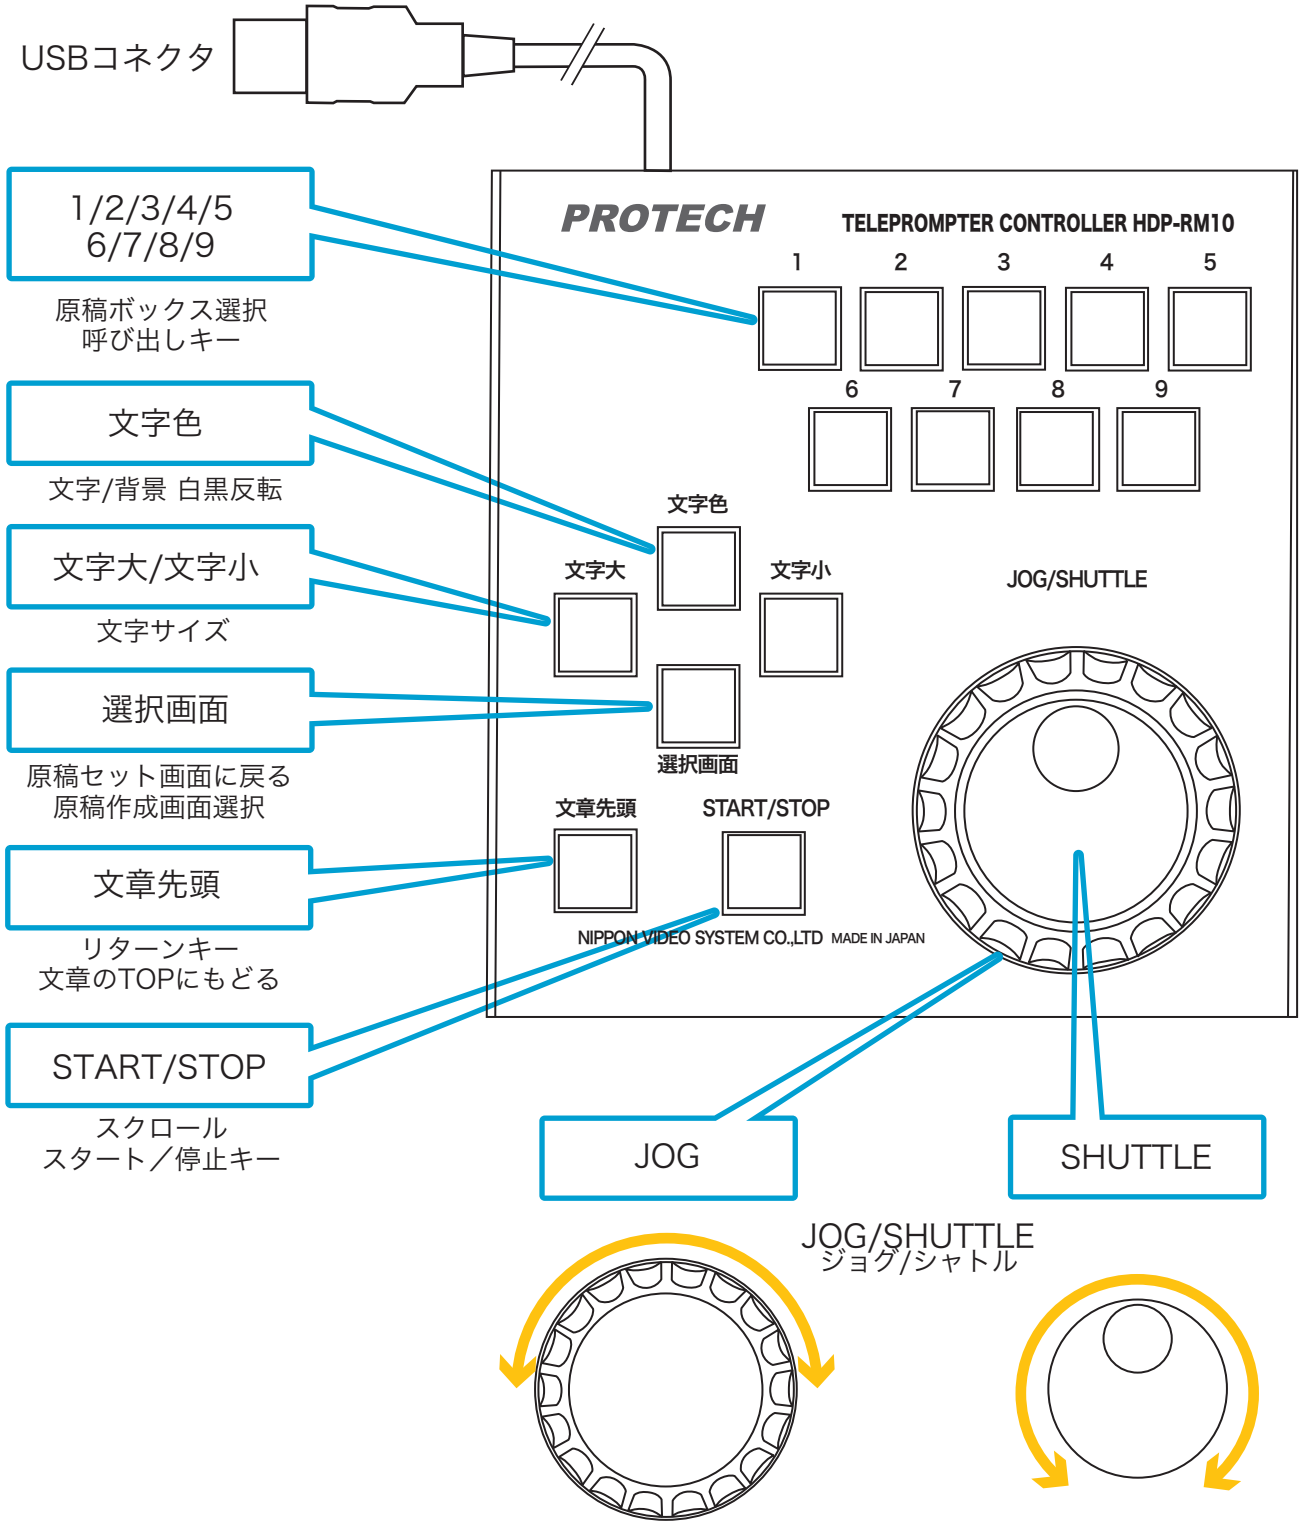 USBコネクタ
1/2/3/4/5
6/7/8/9
原稿ボックス選択
呼び出しキー
文字色
文字/背景 白黒反転
文字大/文字小
文字サイズ
選択画面
原稿セット画面に戻る
原稿作成画面選択
文章先頭
リターンキー
文章のTOPにもどる
START/STOP
スクロール
スタート／停止キー
PROTECH
TELEPROMPTER CONTROLLER HDP-RM10
1 2 3 4 5
6 7 8 9
文字色
文字大 文字小
JOG/SHUTTLE
選択画面
文章先頭 START/STOP
NIPPON VIDEO SYSTEM CO.,LTD MADE IN JAPAN
JOG
SHUTTLE
JOG/SHUTTLE
ジョグ/シャトル